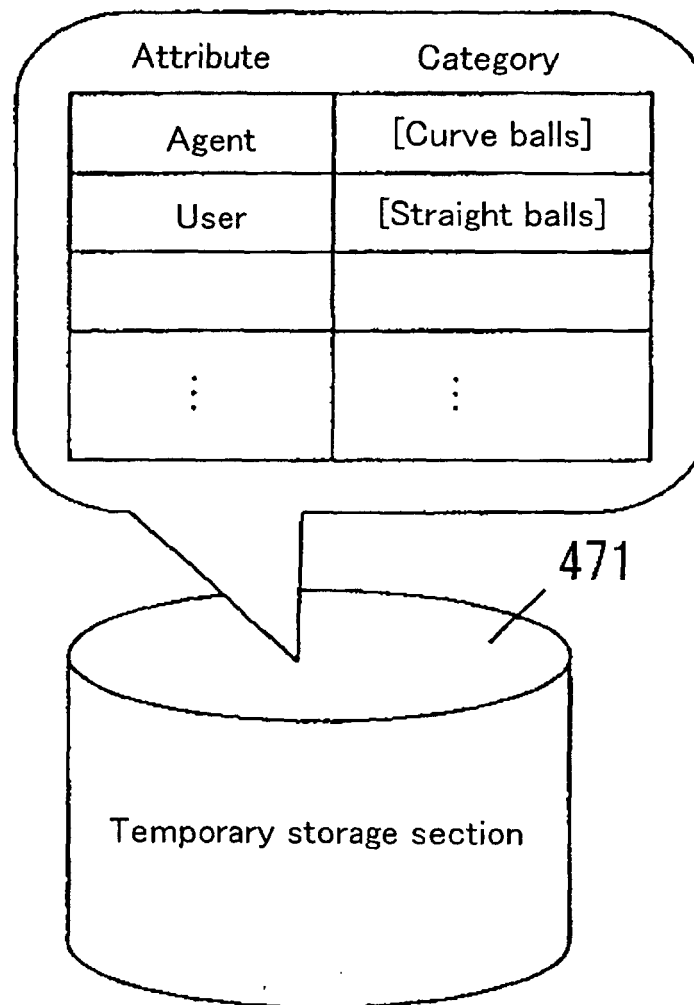 Attribute Category
Agent [Curve balls]
User [Straight balls]
⋮ ⋮
471
Temporary storage section